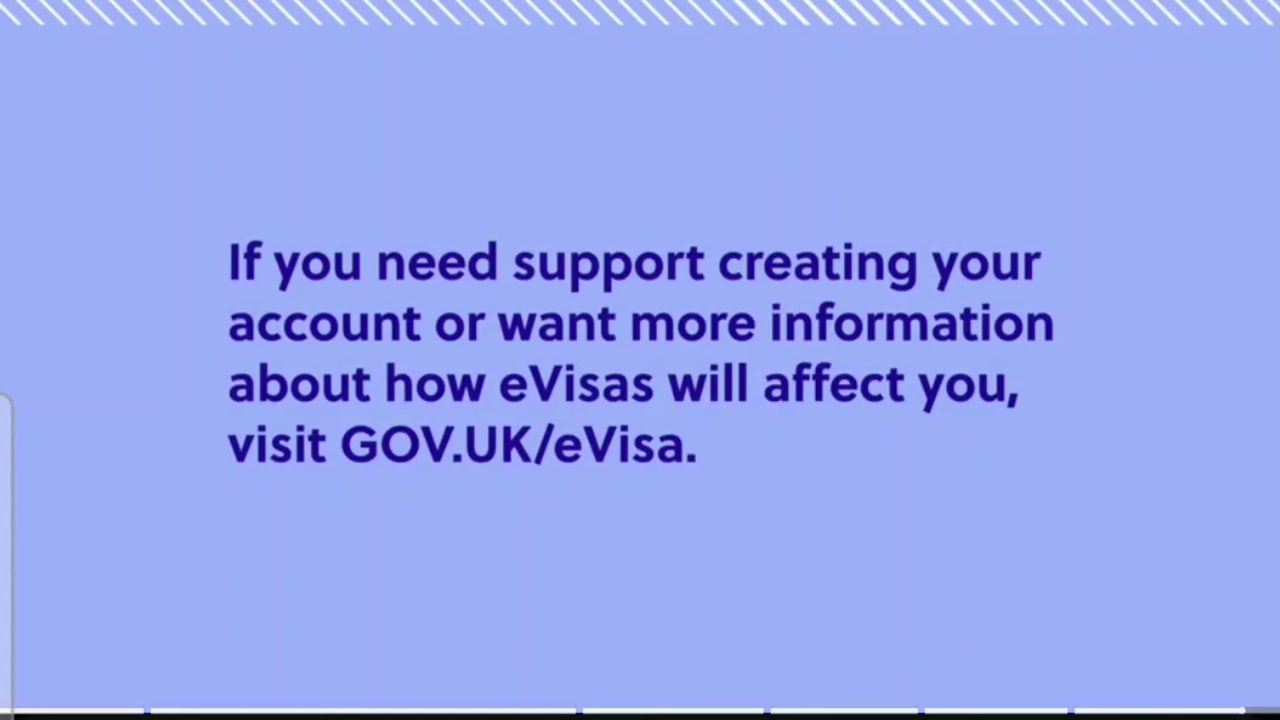 If you need support creating your
account or want more information
about how eVisas will affect you,
visit GOV.UK/eVisa.